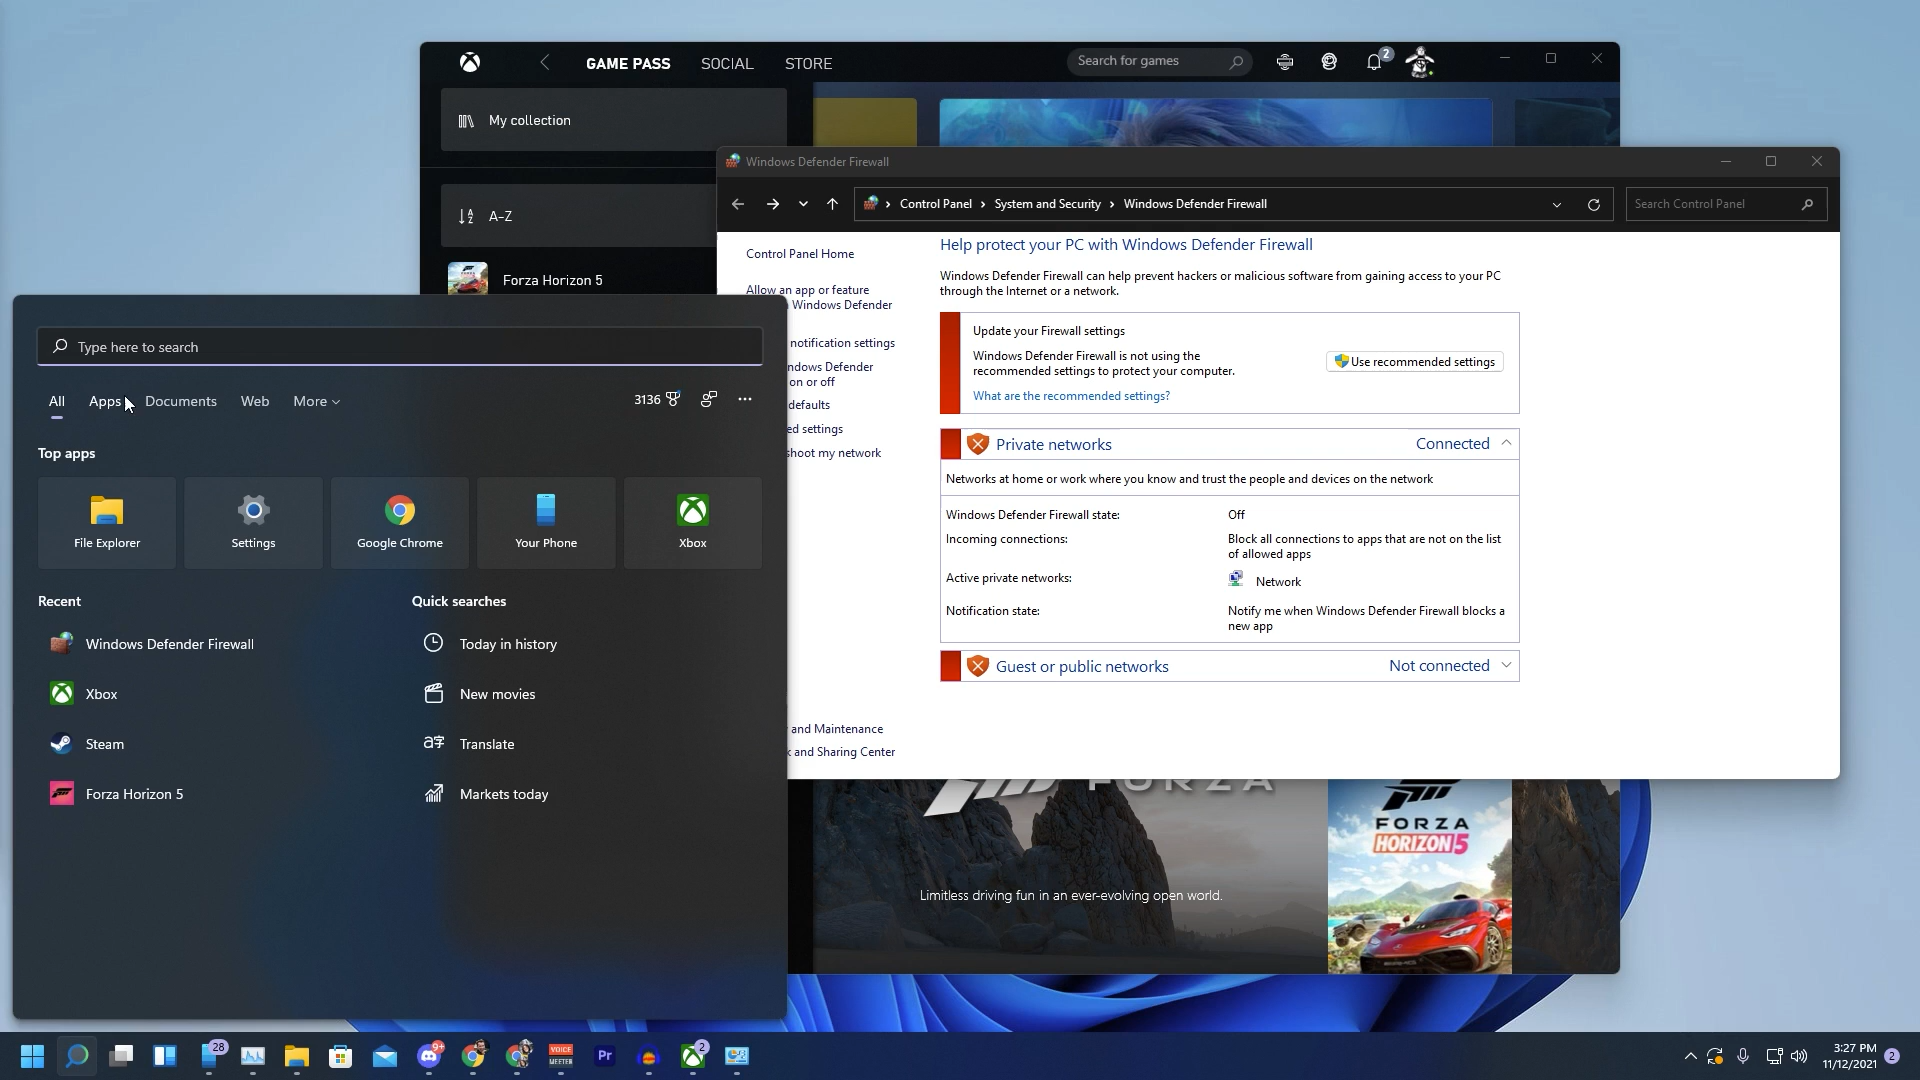 GAME PASS
SOCIAL
STORE
Search for games
2
My collection
A-Z
Forza Horizon 5
Windows Defender Firewall
Control Panel › System and Security › Windows Defender Firewall
Search Control Panel
Control Panel Home
Allow an app or feature
Windows Defender
notification settings
on or off
defaults
settings
my network
and Maintenance
and Sharing Center
Help protect your PC with Windows Defender Firewall
Windows Defender Firewall can help prevent hackers or malicious software from gaining access to your PC
through the Internet or a network.
Update your Firewall settings
Windows Defender Firewall is not using the
recommended settings to protect your computer.
Use recommended settings
What are the recommended settings?
Private networks
Connected
Networks at home or work where you know and trust the people and devices on the network
Windows Defender Firewall state:
Off
Incoming connections:
Block all connections to apps that are not on the list
of allowed apps
Active private networks:
Network
Notification state:
Notify me when Windows Defender Firewall blocks a
new app
Guest or public networks
Not connected
Type here to search
All
Apps
Documents
Web
More
3136
Top apps
File Explorer
Settings
Google Chrome
Your Phone
Xbox
Recent
Windows Defender Firewall
Xbox
Steam
Forza Horizon 5
Quick searches
Today in history
New movies
Translate
Markets today
FORZA
Limitless driving fun in an ever-evolving open world.
FORZA
HORIZON 5
28
9+
VOICE
MEETER
Pr
2
3:27 PM
11/12/2021
2